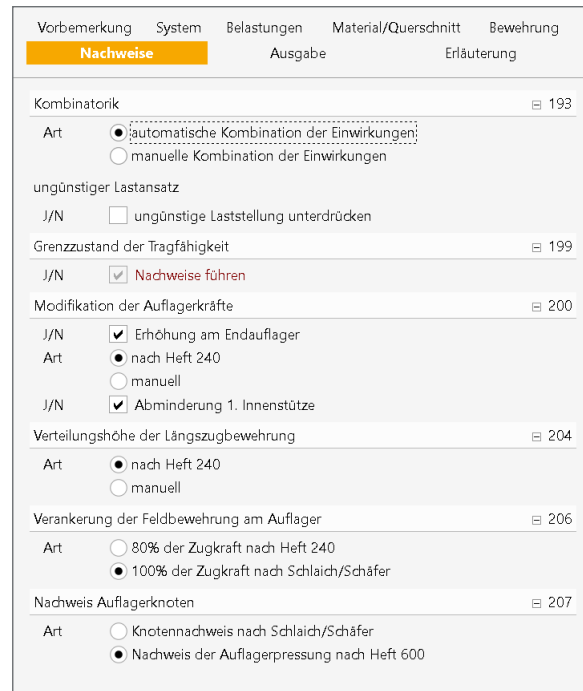 Vorbemerkung System Belastungen Material/Querschnitt Bewehrung
Nachweise Ausgabe Erläuterung
Kombinatorik 193
Art automatische Kombination der Einwirkungen
manuelle Kombination der Einwirkungen
ungünstiger Lastansatz
J/N ungünstige Laststellung unterdrücken
Grenzzustand der Tragfähigkeit 199
J/N Nachweise führen
Modifikation der Auflagerkräfte 200
J/N Erhöhung am Endauflager
Art nach Heft 240
manuell
J/N Abminderung 1. Innenstütze
Verteilungshöhe der Längszugbewehrung 204
Art nach Heft 240
manuell
Verankerung der Feldbewehrung am Auflager 206
Art 80% der Zugkraft nach Heft 240
100% der Zugkraft nach Schlaich/Schäfer
Nachweis Auflagerknoten 207
Art Knotennachweis nach Schlaich/Schäfer
Nachweis der Auflagerpressung nach Heft 600